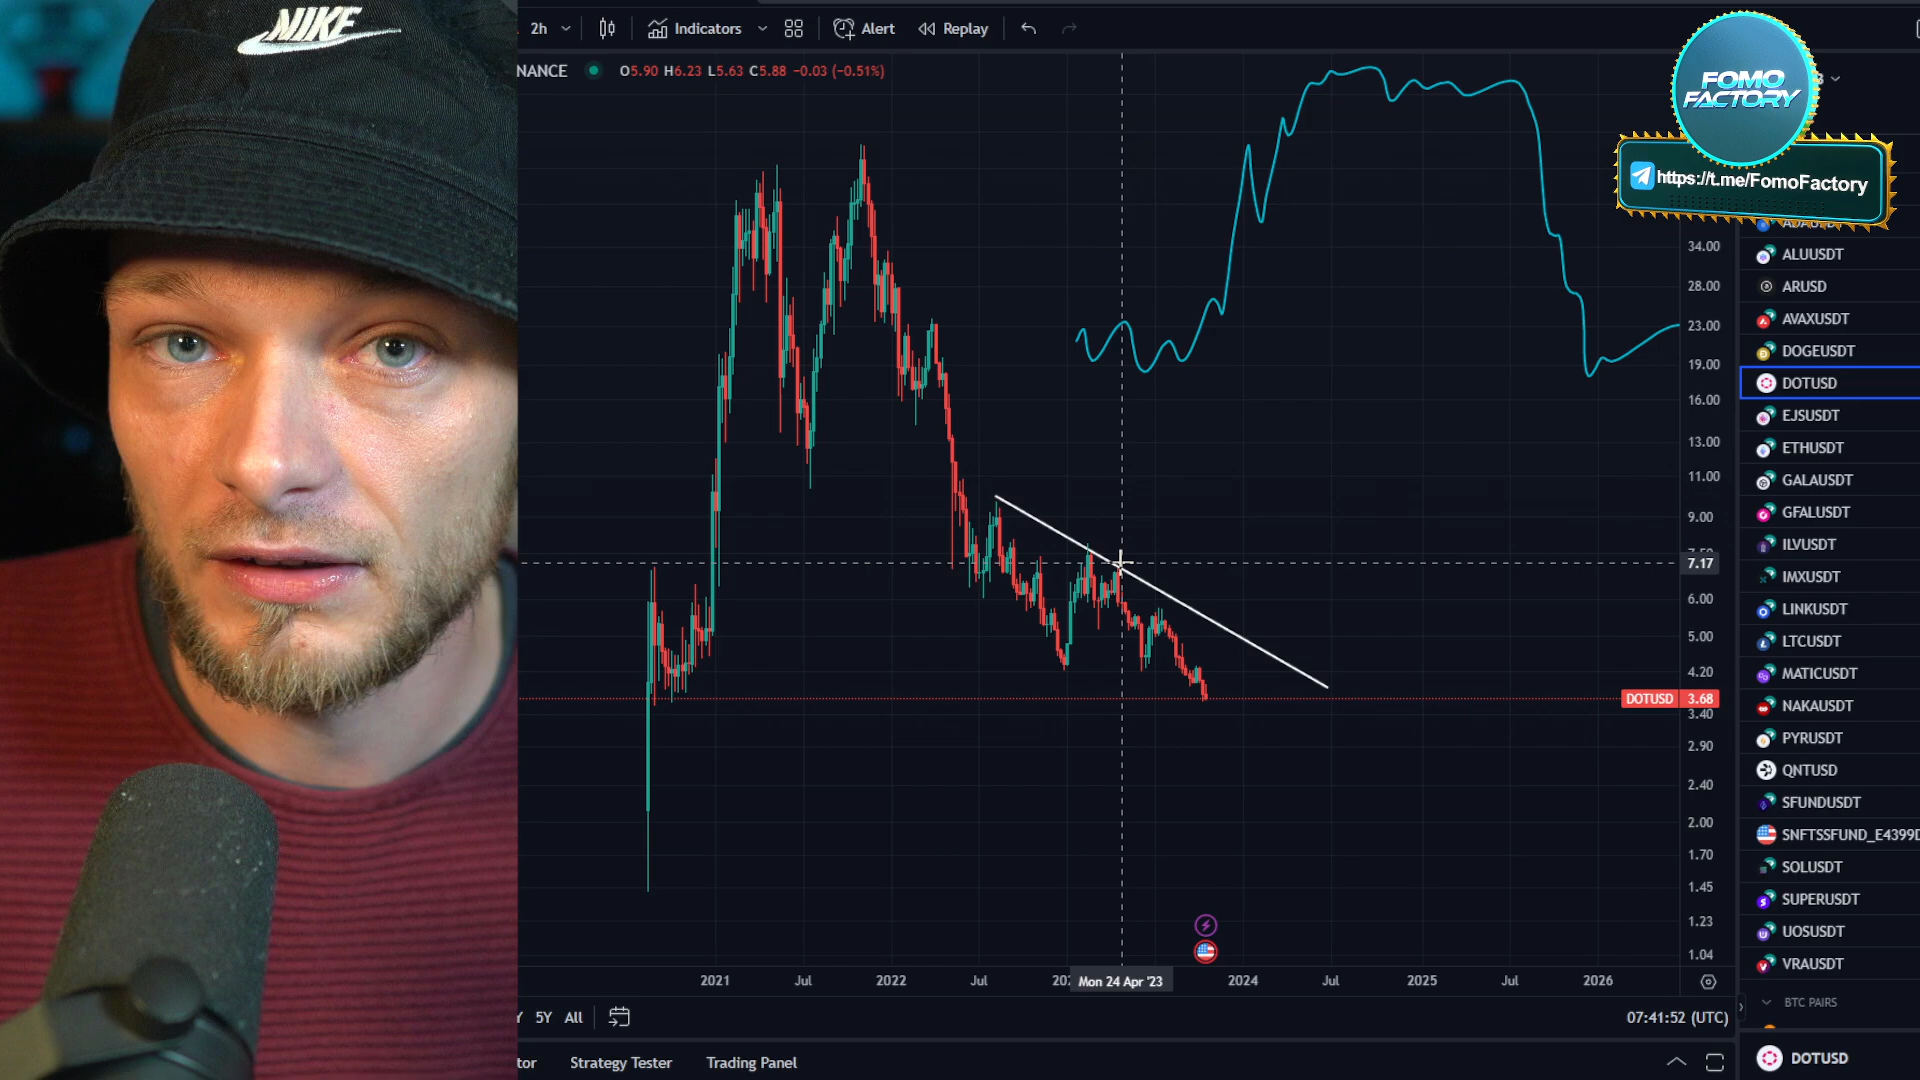 NIKE
2h
Indicators
Alert
Replay
NANCE
O5.90 H6.23 L5.63 C5.88 −0.03 (−0.51%)
FOMO
FACTORY
https://t.me/FomoFactory
34.00
28.00
23.00
19.00
16.00
13.00
11.00
9.00
7.17
6.00
5.00
4.20
DOTUSD 3.68
3.40
2.90
2.40
2.00
1.70
1.45
1.23
1.04
ALUUSDT
ARUSD
AVAXUSDT
DOGEUSDT
DOTUSD
EJSUSDT
ETHUSDT
GALAUSDT
GFALUSDT
ILVUSDT
IMXUSDT
LINKUSDT
LTCUSDT
MATICUSDT
NAKAUSDT
PYRUSDT
QNTUSD
SFUNDUSDT
SNFTSSFUND_E4399D
SOLUSDT
SUPERUSDT
UOSUSDT
VRAUSDT
BTC PAIRS
2021 Jul 2022 Jul 202 Mon 24 Apr '23 2024 Jul 2025 Jul 2026
Y 5Y All
07:41:52 (UTC)
tor Strategy Tester Trading Panel
DOTUSD